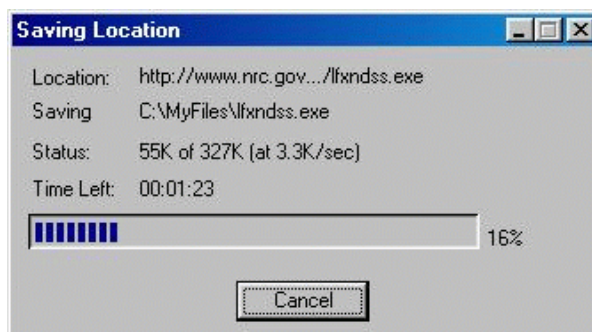 Saving Location
Location: http://www.nrc.gov.../lfxndss.exe
Saving C:\MyFiles\lfxndss.exe
Status: 55K of 327K (at 3.3K/sec)
Time Left: 00:01:23
16%
Cancel